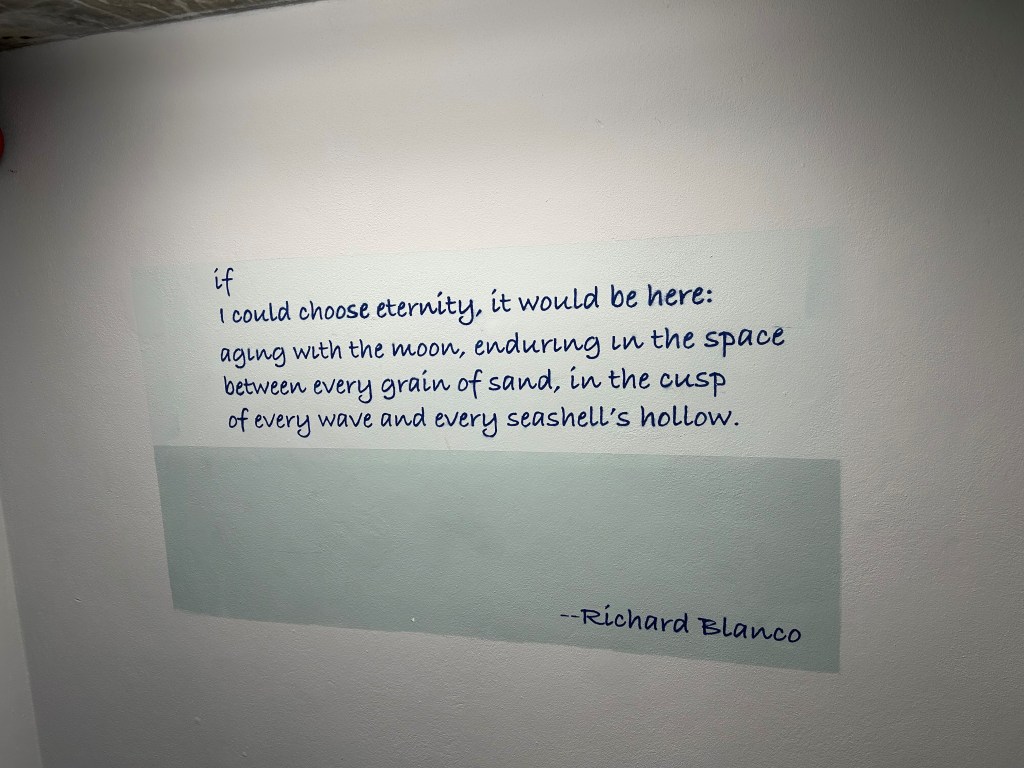 if
I could choose eternity, it would be here:
aging with the moon, enduring in the space
between every grain of sand, in the cusp
of every wave and every seashell's hollow.
--Richard Blanco